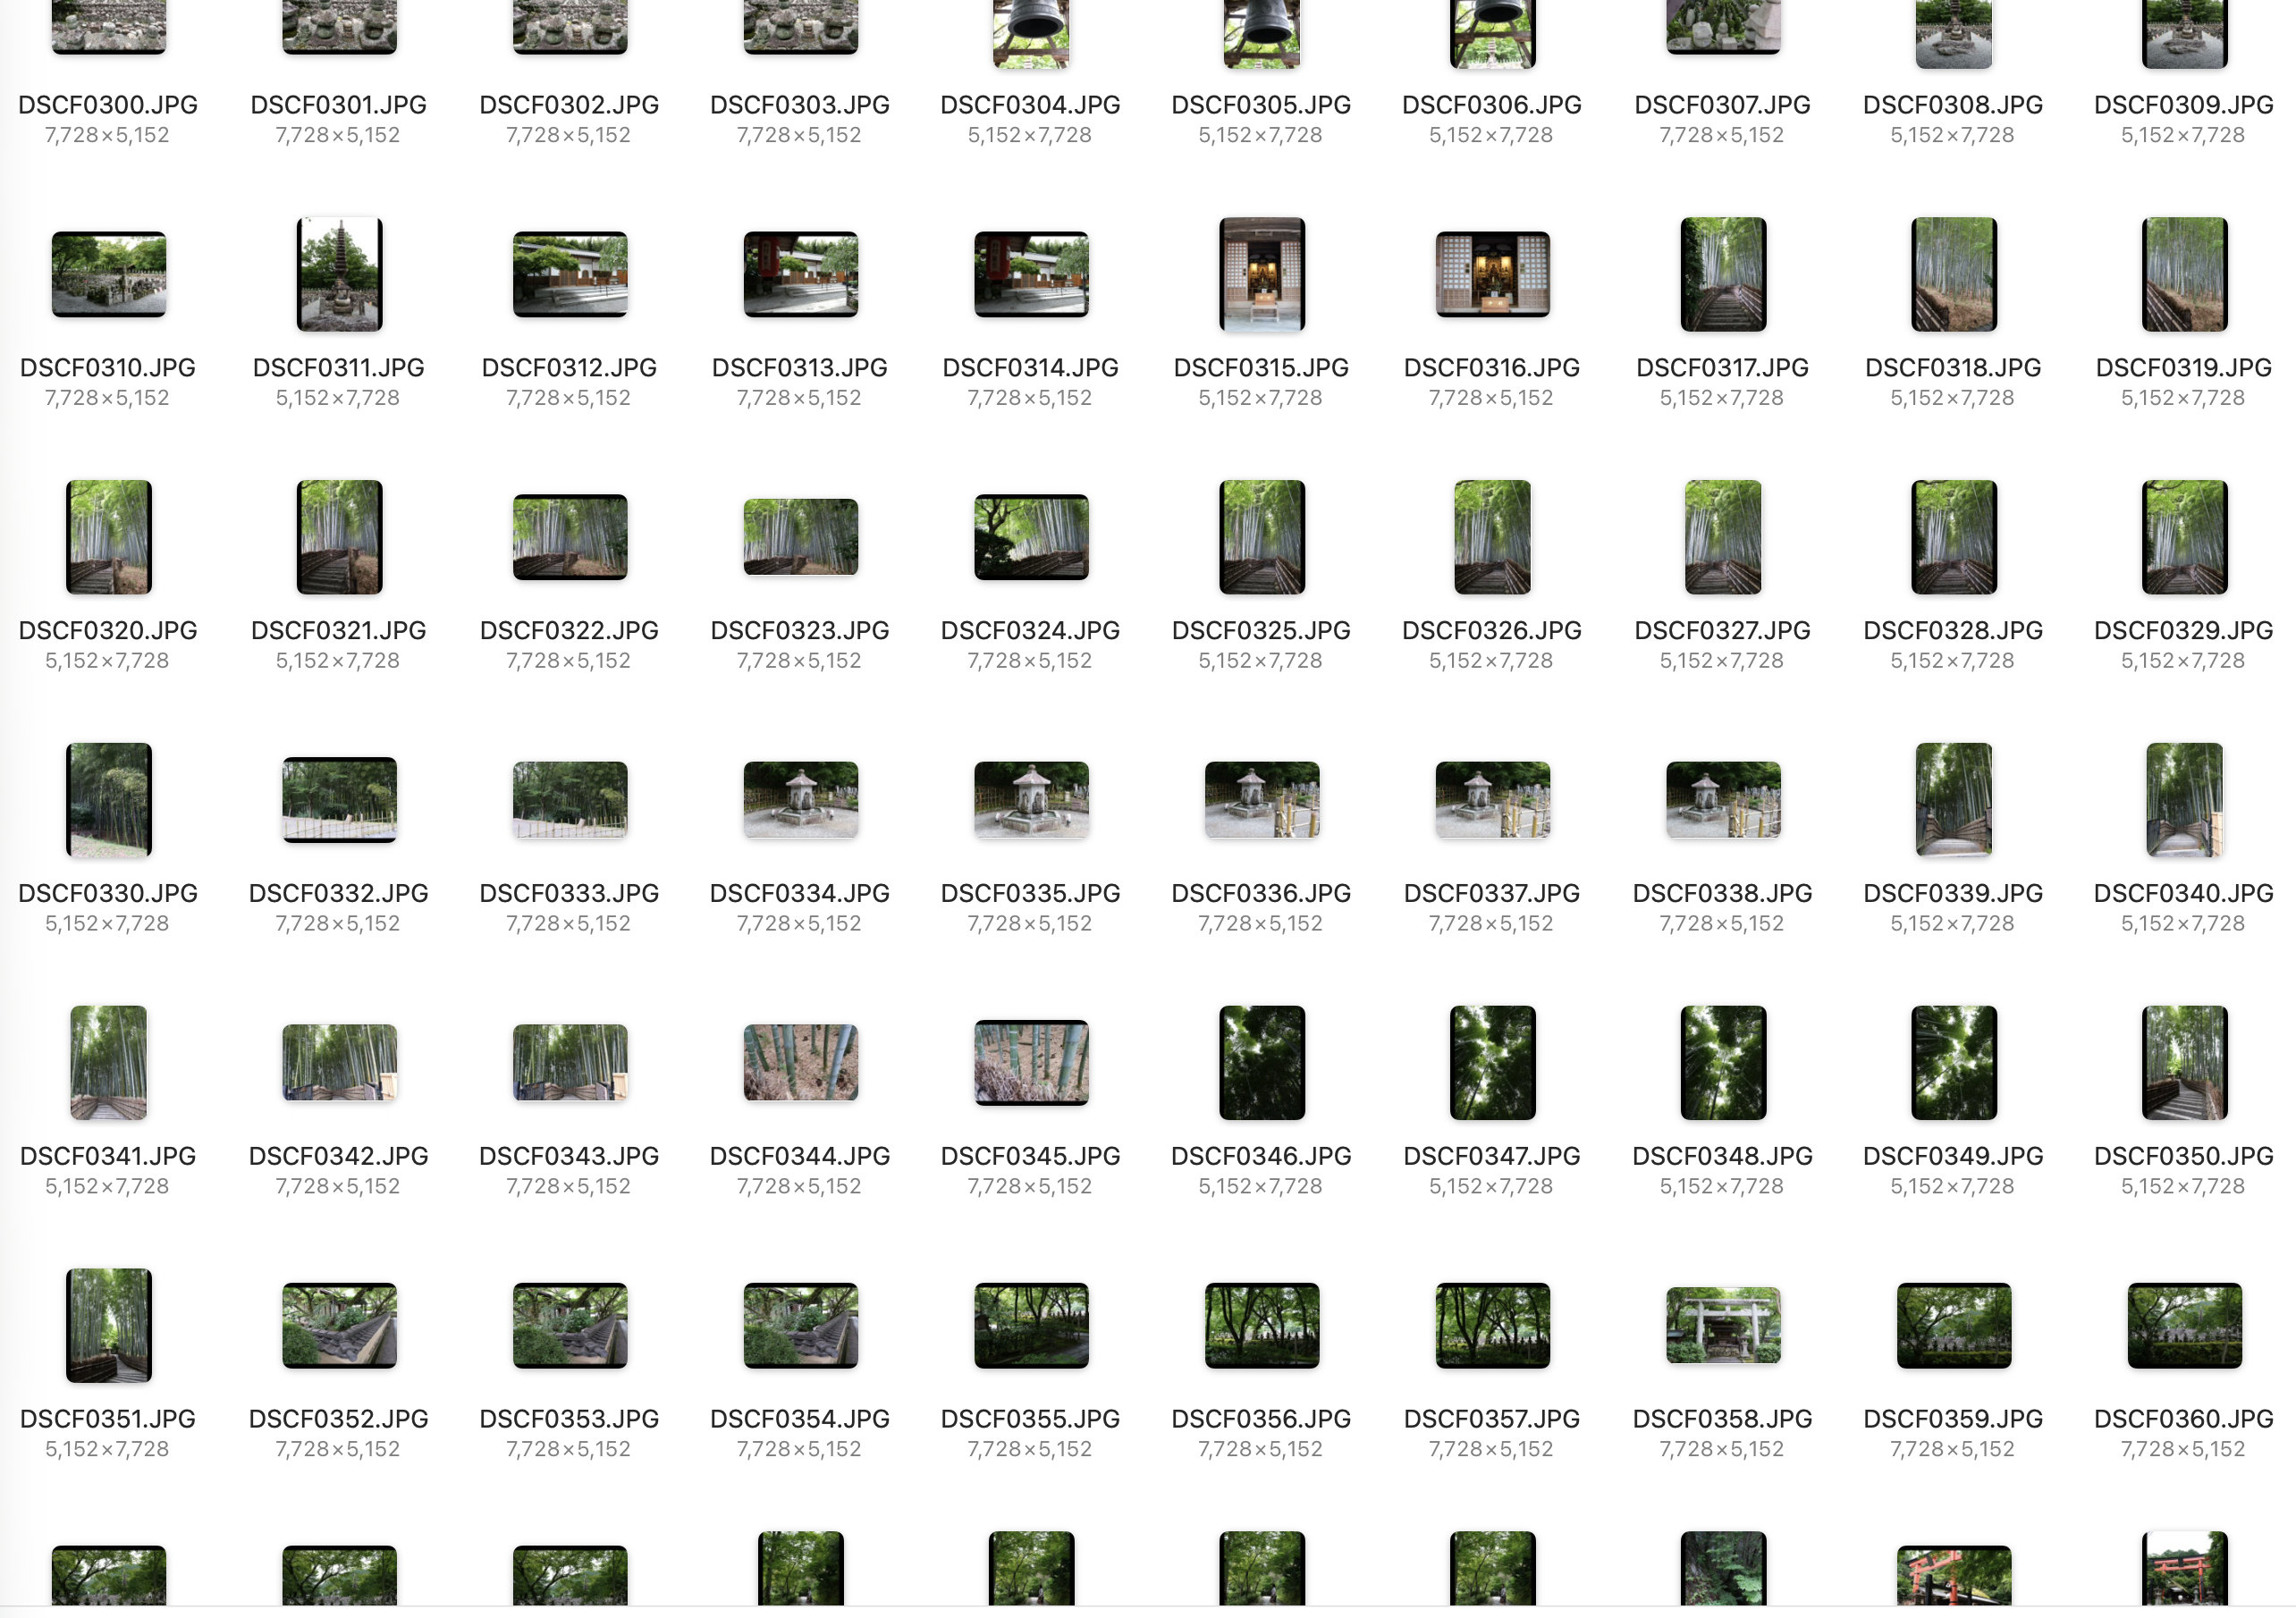 DSCF0300.JPG DSCF0301.JPG DSCF0302.JPG DSCF0303.JPG DSCF0304.JPG DSCF0305.JPG DSCF0306.JPG DSCF0307.JPG DSCF0308.JPG DSCF0309.JPG
7,728×5,152 7,728×5,152 7,728×5,152 7,728×5,152 5,152×7,728 5,152×7,728 5,152×7,728 7,728×5,152 5,152×7,728 5,152×7,728
DSCF0310.JPG DSCF0311.JPG DSCF0312.JPG DSCF0313.JPG DSCF0314.JPG DSCF0315.JPG DSCF0316.JPG DSCF0317.JPG DSCF0318.JPG DSCF0319.JPG
7,728×5,152 5,152×7,728 7,728×5,152 7,728×5,152 7,728×5,152 5,152×7,728 7,728×5,152 5,152×7,728 5,152×7,728 5,152×7,728
DSCF0320.JPG DSCF0321.JPG DSCF0322.JPG DSCF0323.JPG DSCF0324.JPG DSCF0325.JPG DSCF0326.JPG DSCF0327.JPG DSCF0328.JPG DSCF0329.JPG
5,152×7,728 5,152×7,728 7,728×5,152 7,728×5,152 7,728×5,152 5,152×7,728 5,152×7,728 5,152×7,728 5,152×7,728 5,152×7,728
DSCF0330.JPG DSCF0332.JPG DSCF0333.JPG DSCF0334.JPG DSCF0335.JPG DSCF0336.JPG DSCF0337.JPG DSCF0338.JPG DSCF0339.JPG DSCF0340.JPG
5,152×7,728 7,728×5,152 7,728×5,152 7,728×5,152 7,728×5,152 7,728×5,152 7,728×5,152 7,728×5,152 5,152×7,728 5,152×7,728
DSCF0341.JPG DSCF0342.JPG DSCF0343.JPG DSCF0344.JPG DSCF0345.JPG DSCF0346.JPG DSCF0347.JPG DSCF0348.JPG DSCF0349.JPG DSCF0350.JPG
5,152×7,728 7,728×5,152 7,728×5,152 7,728×5,152 7,728×5,152 5,152×7,728 5,152×7,728 5,152×7,728 5,152×7,728 5,152×7,728
DSCF0351.JPG DSCF0352.JPG DSCF0353.JPG DSCF0354.JPG DSCF0355.JPG DSCF0356.JPG DSCF0357.JPG DSCF0358.JPG DSCF0359.JPG DSCF0360.JPG
5,152×7,728 7,728×5,152 7,728×5,152 7,728×5,152 7,728×5,152 7,728×5,152 7,728×5,152 7,728×5,152 7,728×5,152 7,728×5,152